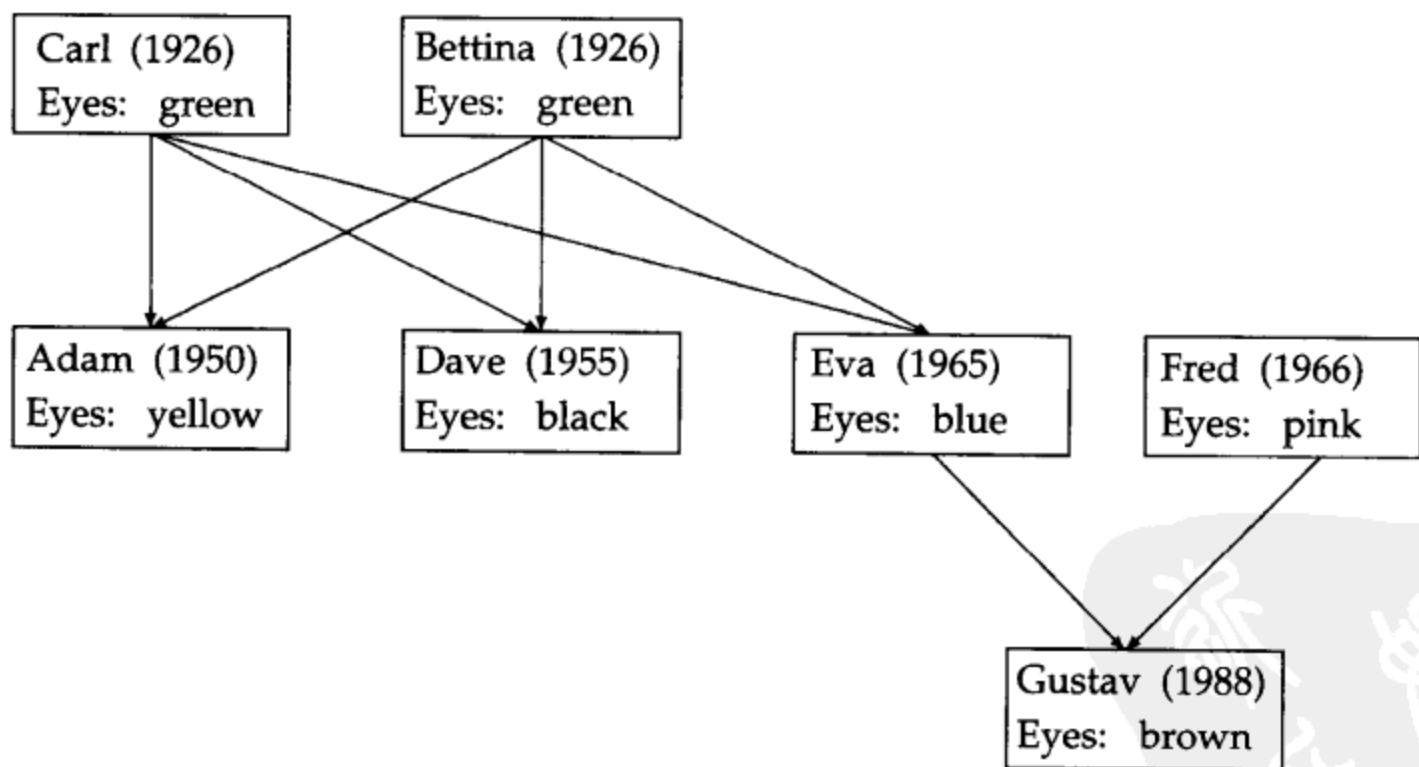 Carl (1926)
Eyes: green
Bettina (1926)
Eyes: green
Adam (1950)
Eyes: yellow
Dave (1955)
Eyes: black
Eva (1965)
Eyes: blue
Fred (1966)
Eyes: pink
Gustav (1988)
Eyes: brown